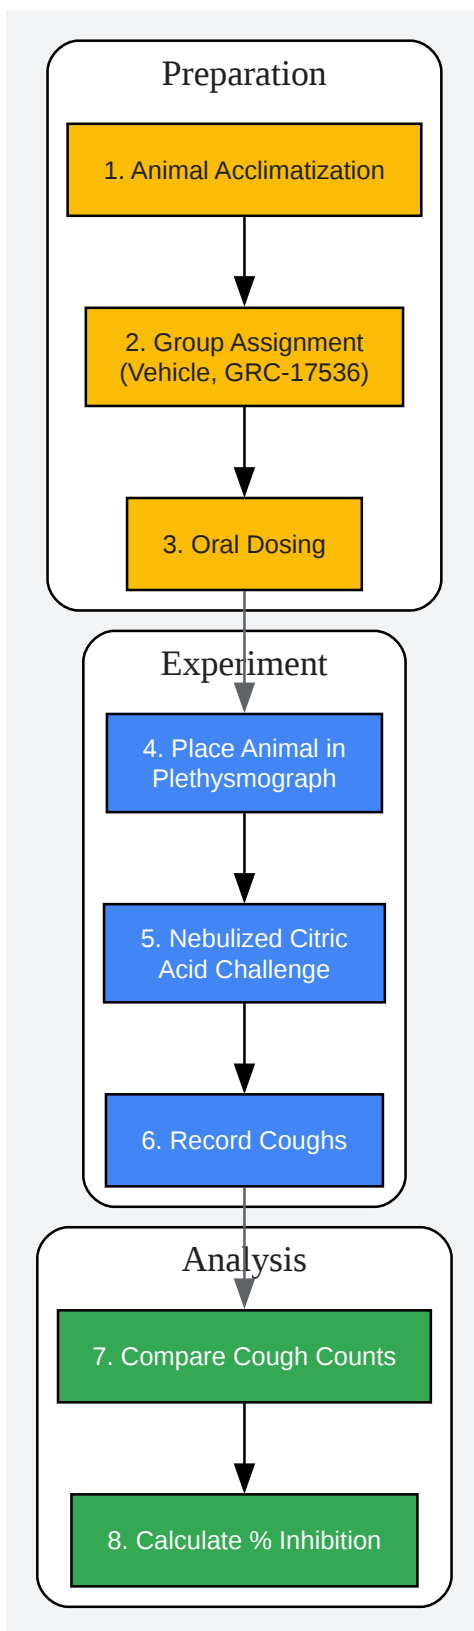 Preparation
1. Animal Acclimatization
2. Group Assignment
(Vehicle, GRC-17536)
3. Oral Dosing
Experiment
4. Place Animal in
Plethysmograph
5. Nebulized Citric
Acid Challenge
6. Record Coughs
Analysis
7. Compare Cough Counts
8. Calculate % Inhibition